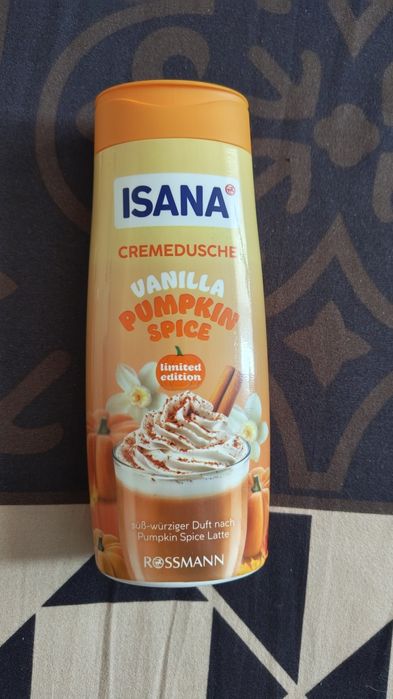 ISANA
CREMEDUSCHE
VANILLA
PUMPKIN
SPICE
limited
edition
süß-würziger Duft nach
Pumpkin Spice Latte
ROSSMANN